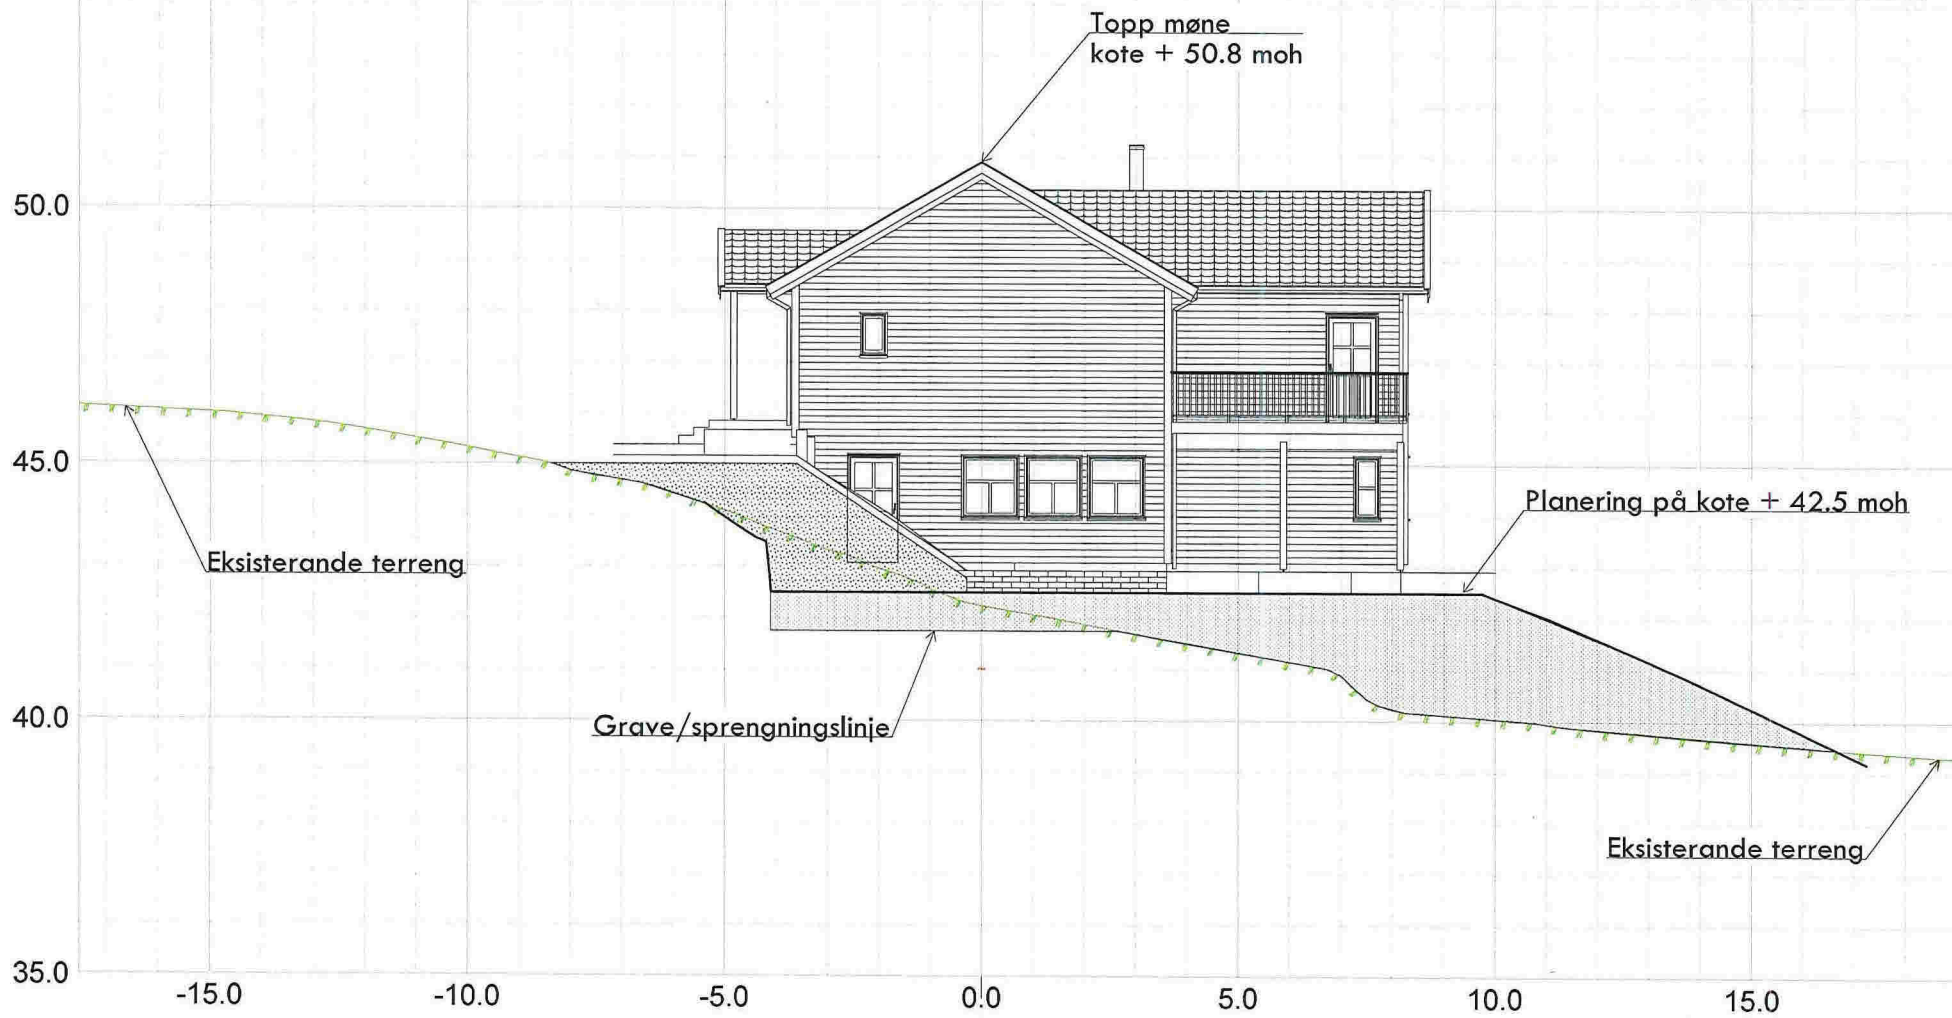 Topp møne
kote + 50.8 moh
50.0
45.0
Planering på kote + 42.5 moh
Eksisterande terreng
40.0
Grave/sprengningslinje
Eksisterande terreng
35.0
-15.0
-10.0
-5.0
0.0
5.0
10.0
15.0